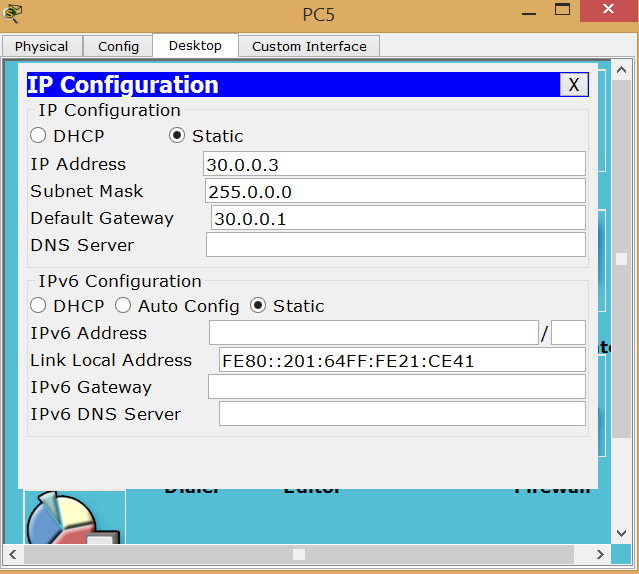 PC5
Physical Config Desktop Custom Interface
IP Configuration X
IP Configuration
DHCP Static
IP Address 30.0.0.3
Subnet Mask 255.0.0.0
Default Gateway 30.0.0.1
DNS Server
IPv6 Configuration
DHCP Auto Config Static
IPv6 Address /
Link Local Address FE80::201:64FF:FE21:CE41
IPv6 Gateway
IPv6 DNS Server
Dialer Editor Firewall